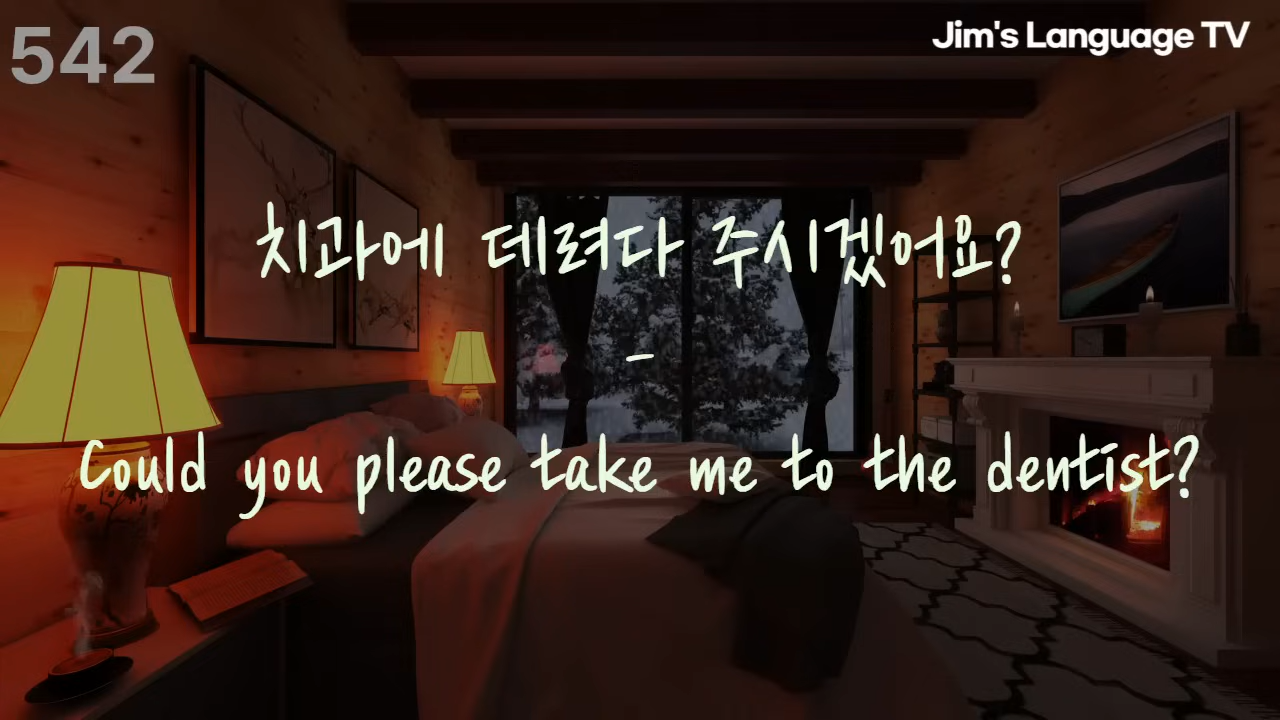 542
Jim's Language TV
치과에 데려다 주시겠어요?
-
Could you please take me to the dentist?